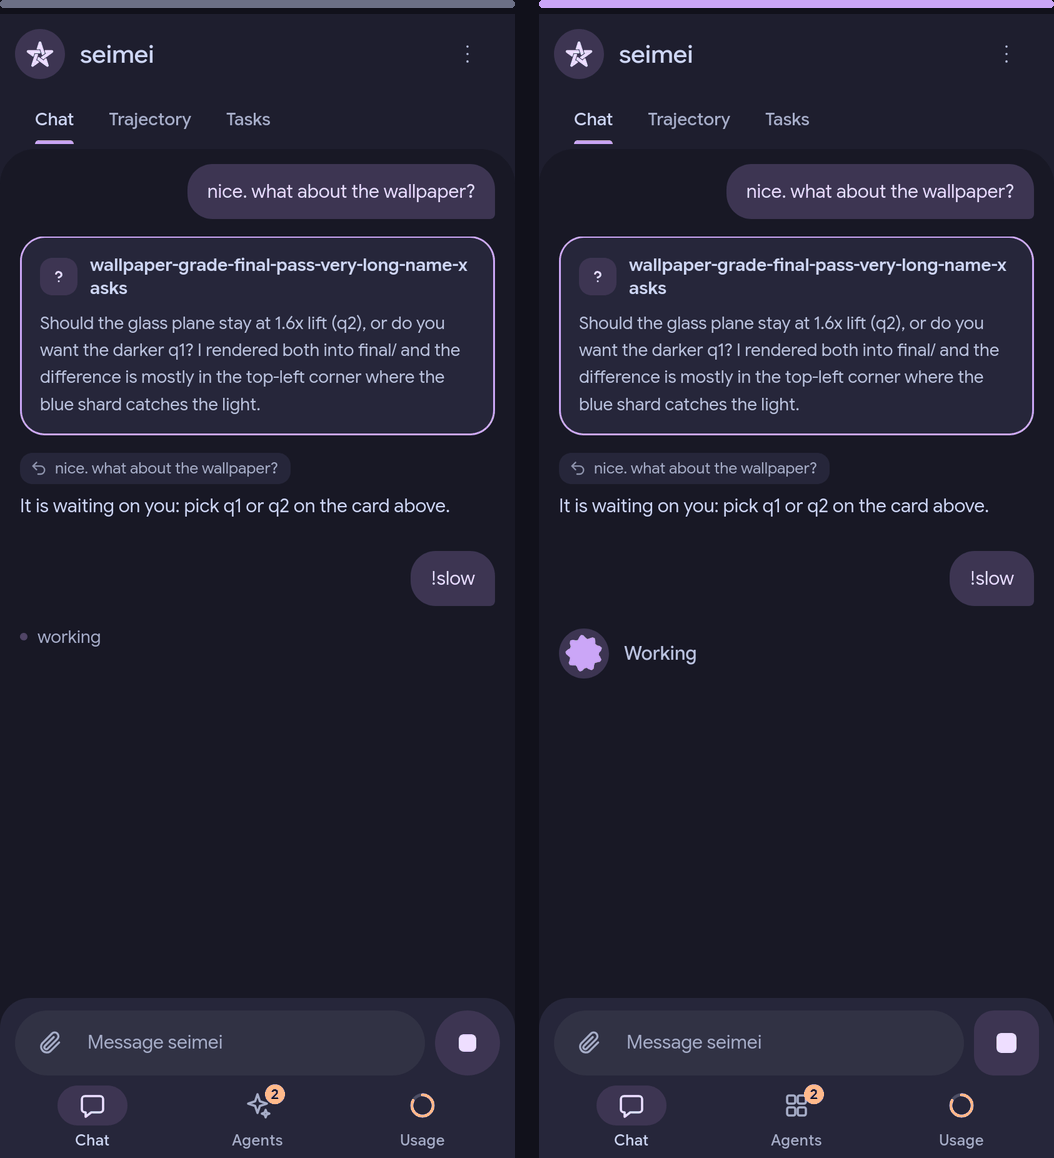 seimei
Chat Trajectory Tasks
nice. what about the wallpaper?
?
wallpaper-grade-final-pass-very-long-name-x
asks
Should the glass plane stay at 1.6x lift (q2), or do you
want the darker q1? I rendered both into final/ and the
difference is mostly in the top-left corner where the
blue shard catches the light.
nice. what about the wallpaper?
It is waiting on you: pick q1 or q2 on the card above.
!slow
working
Message seimei
2
Chat Agents Usage
seimei
Chat Trajectory Tasks
nice. what about the wallpaper?
?
wallpaper-grade-final-pass-very-long-name-x
asks
Should the glass plane stay at 1.6x lift (q2), or do you
want the darker q1? I rendered both into final/ and the
difference is mostly in the top-left corner where the
blue shard catches the light.
nice. what about the wallpaper?
It is waiting on you: pick q1 or q2 on the card above.
!slow
Working
Message seimei
2
Chat Agents Usage